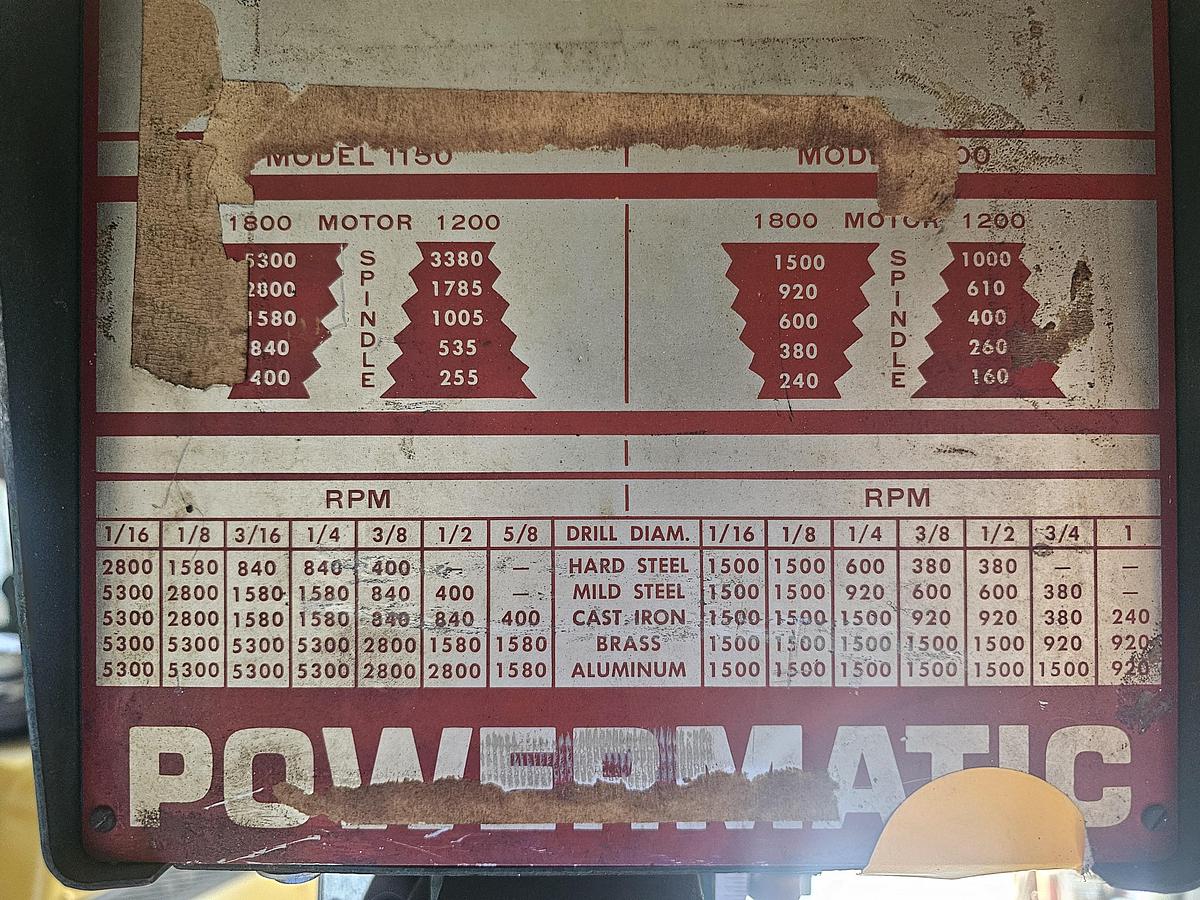 MODEL 1150
1800 MOTOR 1200 1800 MOTOR 1200
5300 3380 1500 1000
2800 1785 920 610
1580 1005 600 400
840 535 380 260
400 255 240 160
SPINDLE SPINDLE
RPM RPM
1/16 1/8 3/16 1/4 3/8 1/2 5/8 DRILL DIAM. 1/16 1/8 1/4 3/8 1/2 3/4 1
2800 1580 840 840 400 — — HARD STEEL 1500 1500 600 380 380 — —
5300 2800 1580 1580 840 400 — MILD STEEL 1500 1500 920 600 600 380 —
5300 2800 1580 1580 840 840 400 CAST IRON 1500 1500 1500 920 920 380 240
5300 5300 5300 5300 2800 1580 1580 BRASS 1500 1500 1500 1500 1500 920 920
5300 5300 5300 5300 2800 2800 1580 ALUMINUM 1500 1500 1500 1500 1500 1500 920
POWERMATIC